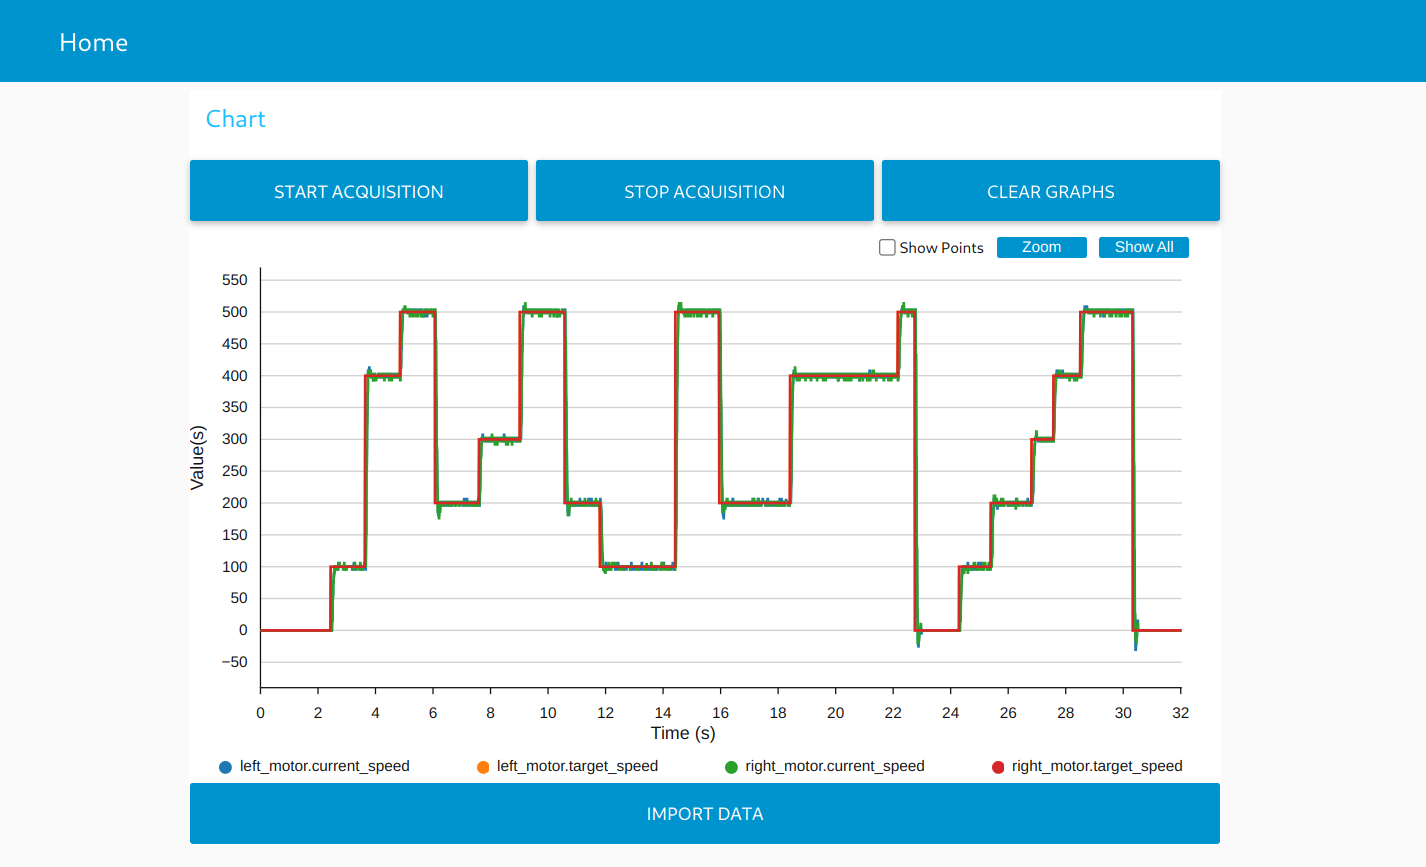 Home
Chart
START ACQUISITION
STOP ACQUISITION
CLEAR GRAPHS
Show Points
Zoom
Show All
550
500
450
400
350
300
250
200
150
100
50
0
−50
Value(s)
0 2 4 6 8 10 12 14 16 18 20 22 24 26 28 30 32
Time (s)
left_motor.current_speed
left_motor.target_speed
right_motor.current_speed
right_motor.target_speed
IMPORT DATA